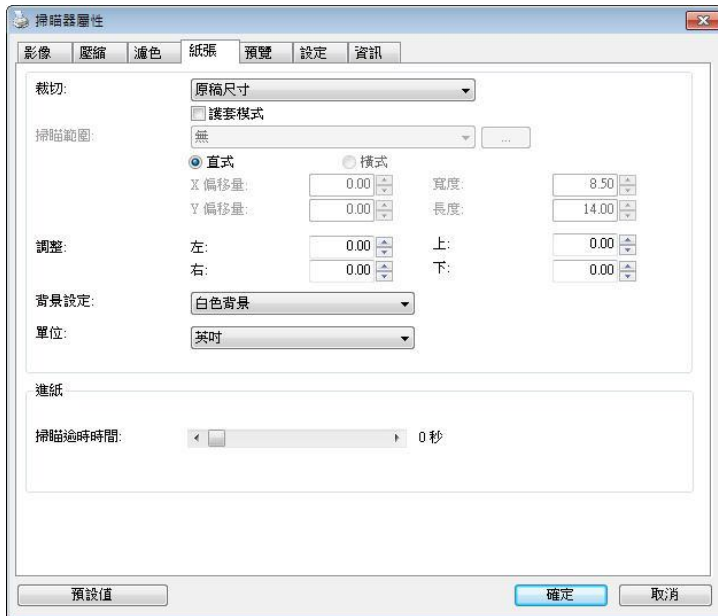 掃瞄器屬性
影像 壓縮 濾色 紙張 預覽 設定 資訊
裁切: 原稿尺寸
護套模式
掃瞄範圍: 無 ...
直式 橫式
X 偏移量: 0.00 寬度: 8.50
Y 偏移量: 0.00 長度: 14.00
調整: 左: 0.00 上: 0.00
右: 0.00 下: 0.00
背景設定: 白色背景
單位: 英吋
進紙
掃瞄逾時時間: 0 秒
預設值 確定 取消